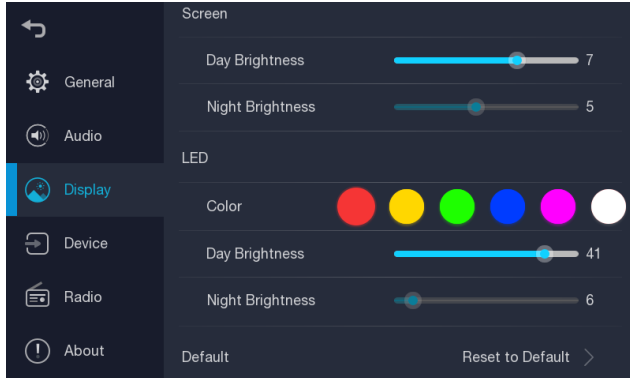 Screen
Day Brightness 7
General
Night Brightness 5
Audio
LED
Display
Color
Device
Day Brightness 41
Radio
Night Brightness 6
About
Default Reset to Default